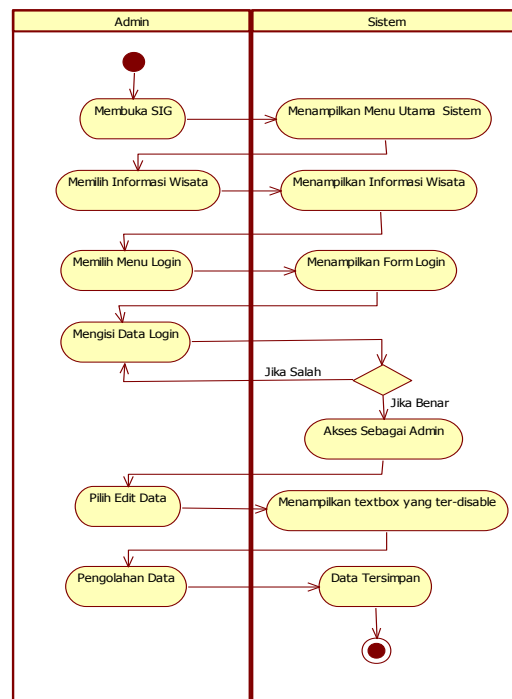 Admin
Sistem
Membuka SIG
Menampilkan Menu Utama Sistem
Memilih Informasi Wisata
Menampilkan Informasi Wisata
Memilih Menu Login
Menampilkan Form Login
Mengisi Data Login
Jika Salah
Jika Benar
Akses Sebagai Admin
Pilih Edit Data
Menampilkan textbox yang ter-disable
Pengolahan Data
Data Tersimpan